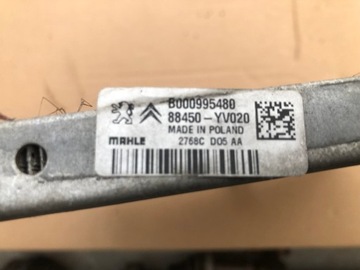 B000995480
88450-YV020
MADE IN POLAND
MAHLE 2768C D05 AA